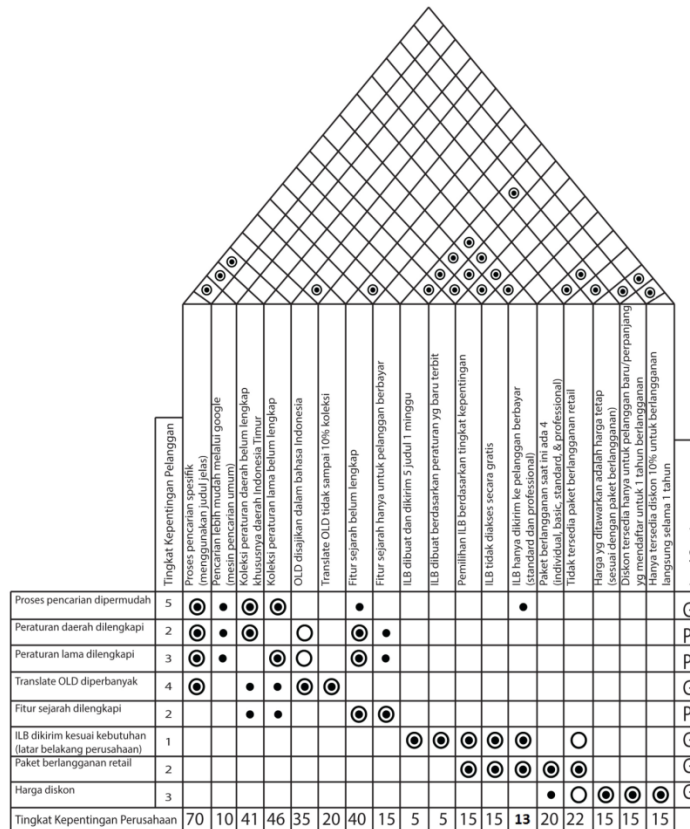 Tingkat Kepentingan Pelanggan
Proses pencarian spesifik
(menggunakan judul jelas)
Pencarian lebih mudah melalui google
(mesin pencarian umum)
Koleksi peraturan daerah belum lengkap
khususnya daerah Indonesia Timur
Koleksi peraturan lama belum lengkap
OLD disajikan dalam bahasa Indonesia
Translate OLD tidak sampai 10% koleksi
Fitur sejarah belum lengkap
Fitur sejarah hanya untuk pelanggan berbayar
ILB dibuat dan dikirim 5 judul 1 minggu
ILB dibuat berdasarkan peraturan yg baru terbit
Pemilihan ILB berdasarkan tingkat kepentingan
ILB tidak diakses secara gratis
ILB hanya dikirim ke pelanggan berbayar
(standard dan professional)
Paket berlangganan saat ini ada 4
(individual, basic, standard, & professional)
Tidak tersedia paket berlangganan retail
Harga yg ditawarkan adalah harga tetap
(sesuai dengan paket berlangganan)
Diskon tersedia hanya untuk pelanggan baru/perpanjang
yg mendaftar untuk 1 tahun berlangganan
Hanya tersedia diskon 10% untuk berlangganan
langsung selama 1 tahun
Proses pencarian dipermudah 5
Peraturan daerah dilengkapi 2
Peraturan lama dilengkapi 3
Translate OLD diperbanyak 4
Fitur sejarah dilengkapi 2
ILB dikirim kesuai kebutuhan 1
(latar belakang perusahaan)
Paket berlangganan retail 2
Harga diskon 3
Tingkat Kepentingan Perusahaan 70 10 41 46 35 20 40 15 5 5 15 15 13 20 22 15 15 15